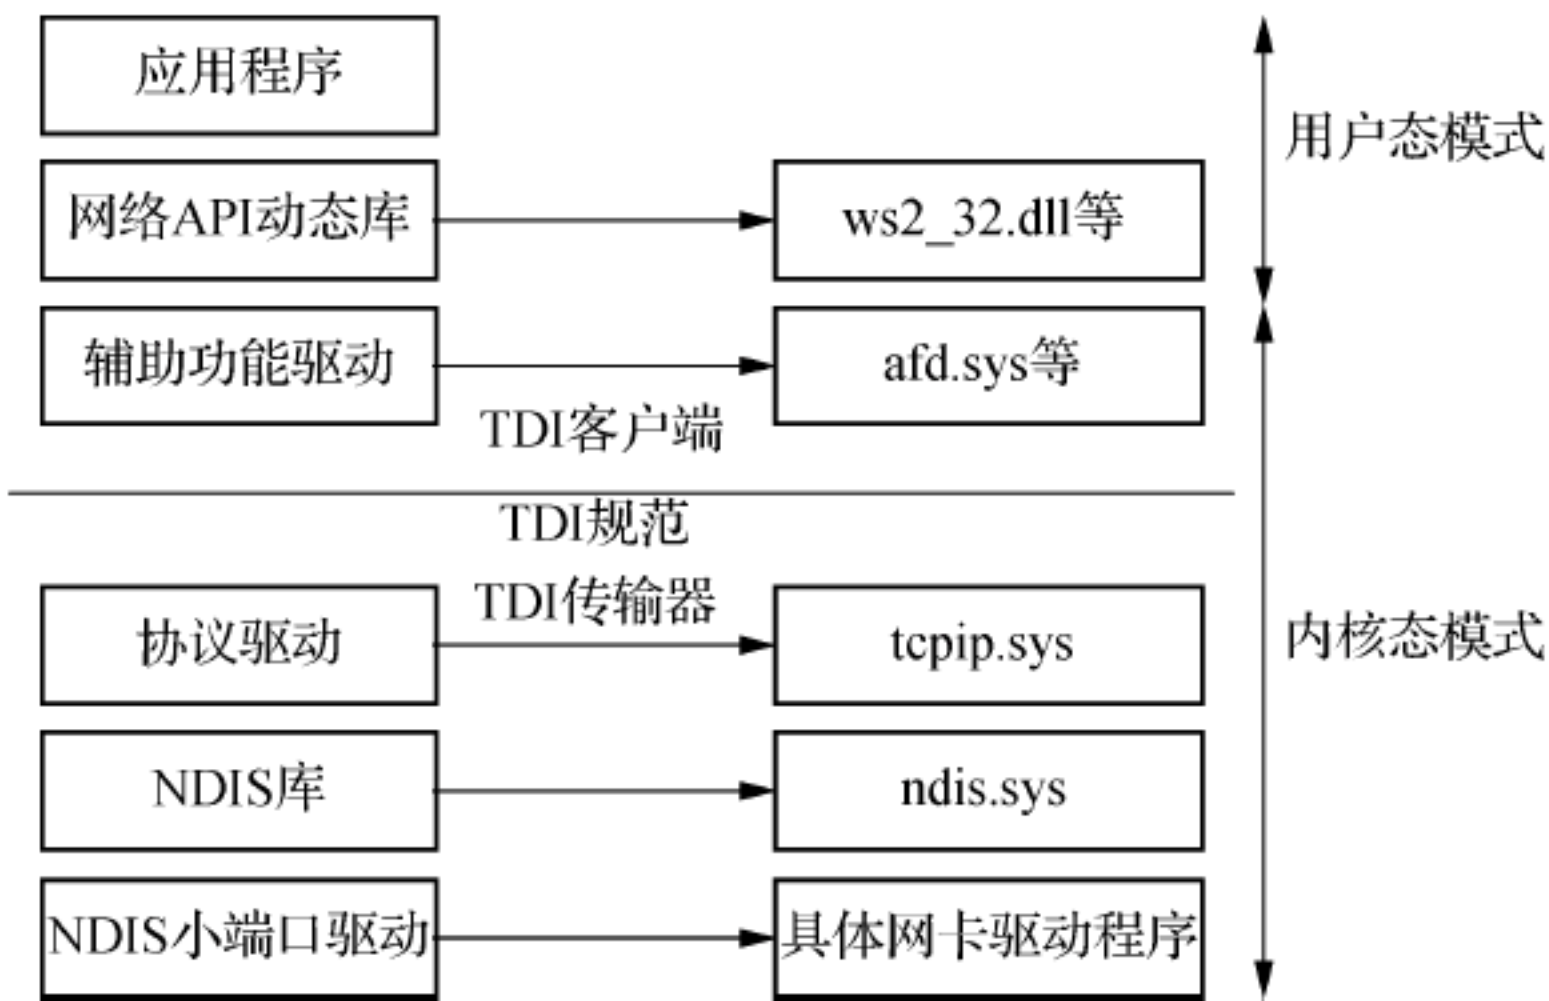 应用程序
用户态模式
网络API动态库
ws2_32.dll等
辅助功能驱动
afd.sys等
TDI客户端
TDI规范
TDI传输器
协议驱动
tcpip.sys
内核态模式
NDIS库
ndis.sys
NDIS小端口驱动
具体网卡驱动程序